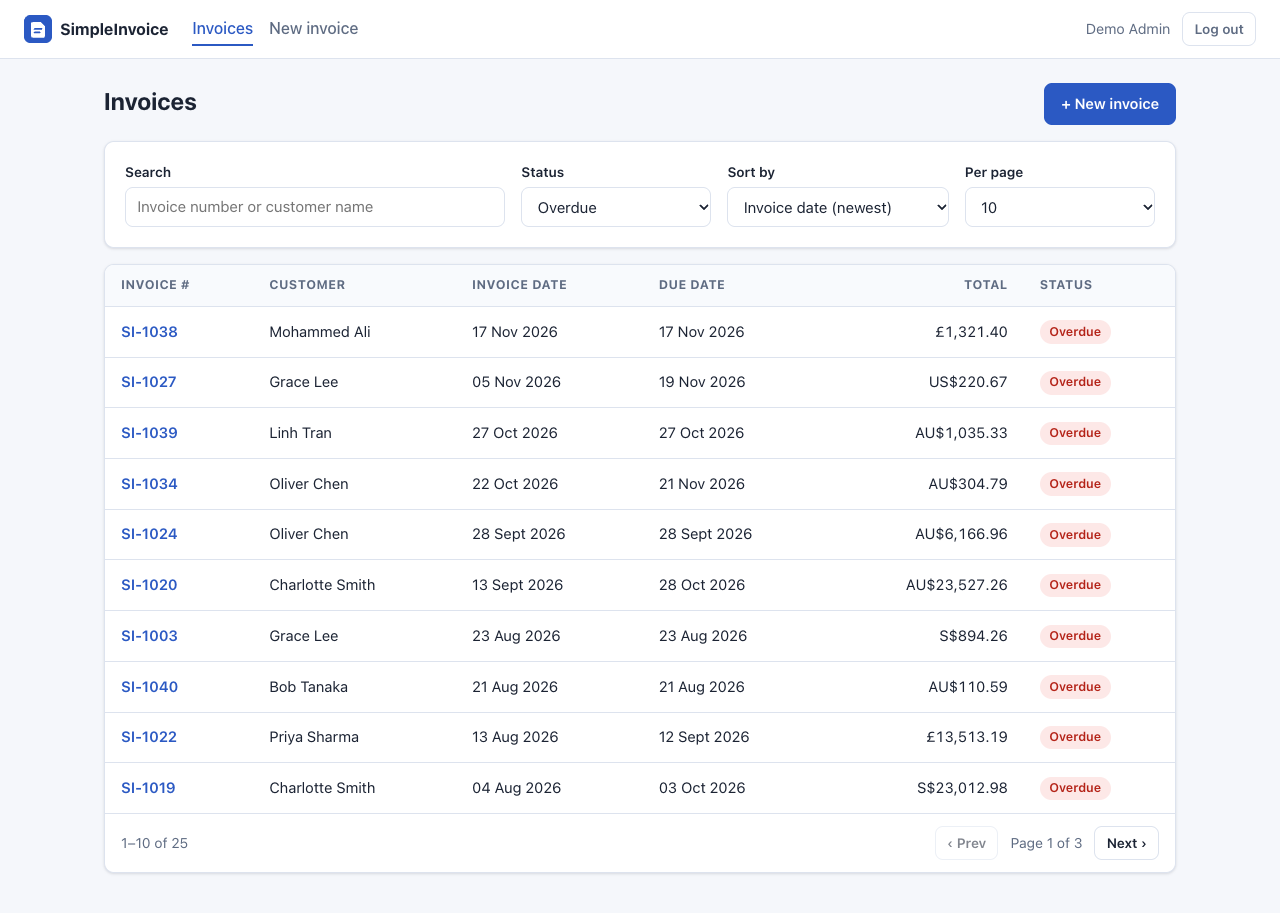 SimpleInvoice Invoices New invoice Demo Admin Log out
Invoices + New invoice
Search Status Sort by Per page
Invoice number or customer name Overdue Invoice date (newest) 10
INVOICE # CUSTOMER INVOICE DATE DUE DATE TOTAL STATUS
SI-1038 Mohammed Ali 17 Nov 2026 17 Nov 2026 £1,321.40 Overdue
SI-1027 Grace Lee 05 Nov 2026 19 Nov 2026 US$220.67 Overdue
SI-1039 Linh Tran 27 Oct 2026 27 Oct 2026 AU$1,035.33 Overdue
SI-1034 Oliver Chen 22 Oct 2026 21 Nov 2026 AU$304.79 Overdue
SI-1024 Oliver Chen 28 Sept 2026 28 Sept 2026 AU$6,166.96 Overdue
SI-1020 Charlotte Smith 13 Sept 2026 28 Oct 2026 AU$23,527.26 Overdue
SI-1003 Grace Lee 23 Aug 2026 23 Aug 2026 S$894.26 Overdue
SI-1040 Bob Tanaka 21 Aug 2026 21 Aug 2026 AU$110.59 Overdue
SI-1022 Priya Sharma 13 Aug 2026 12 Sept 2026 £13,513.19 Overdue
SI-1019 Charlotte Smith 04 Aug 2026 03 Oct 2026 S$23,012.98 Overdue
1–10 of 25 ‹ Prev Page 1 of 3 Next ›